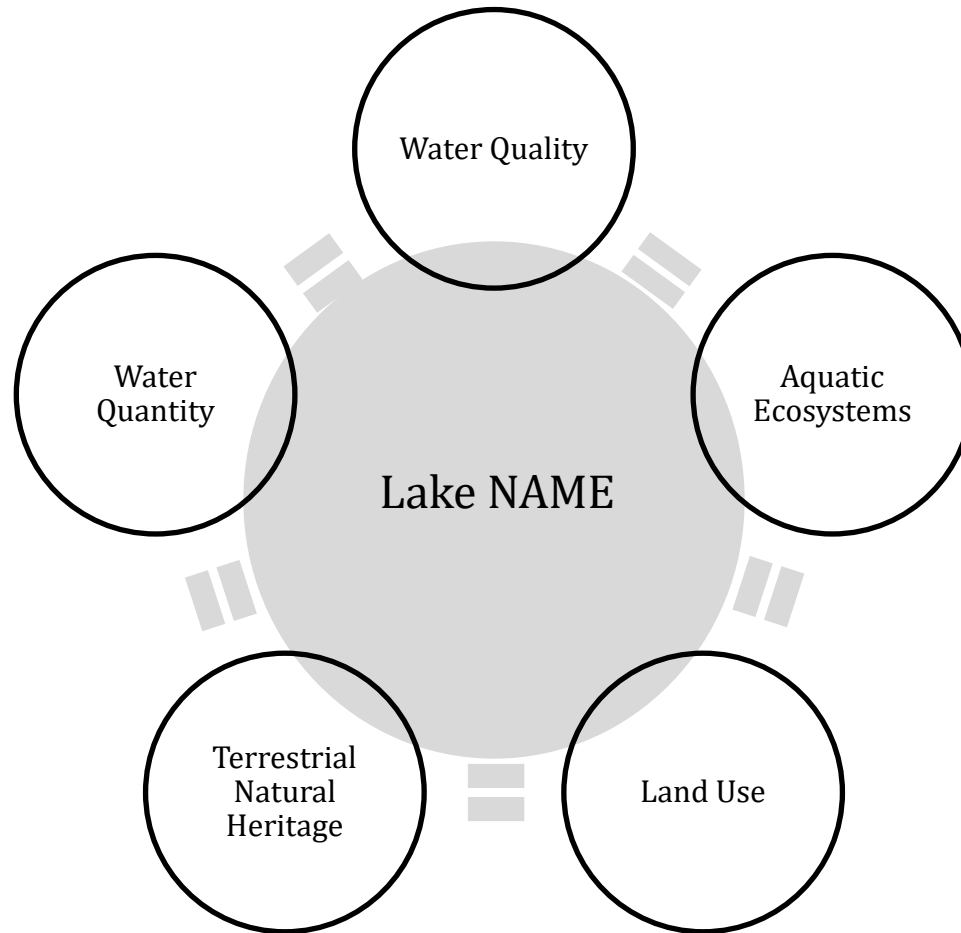 Water Quality
Water
Quantity
Aquatic
Ecosystems
Lake NAME
Terrestrial
Natural
Heritage
Land Use